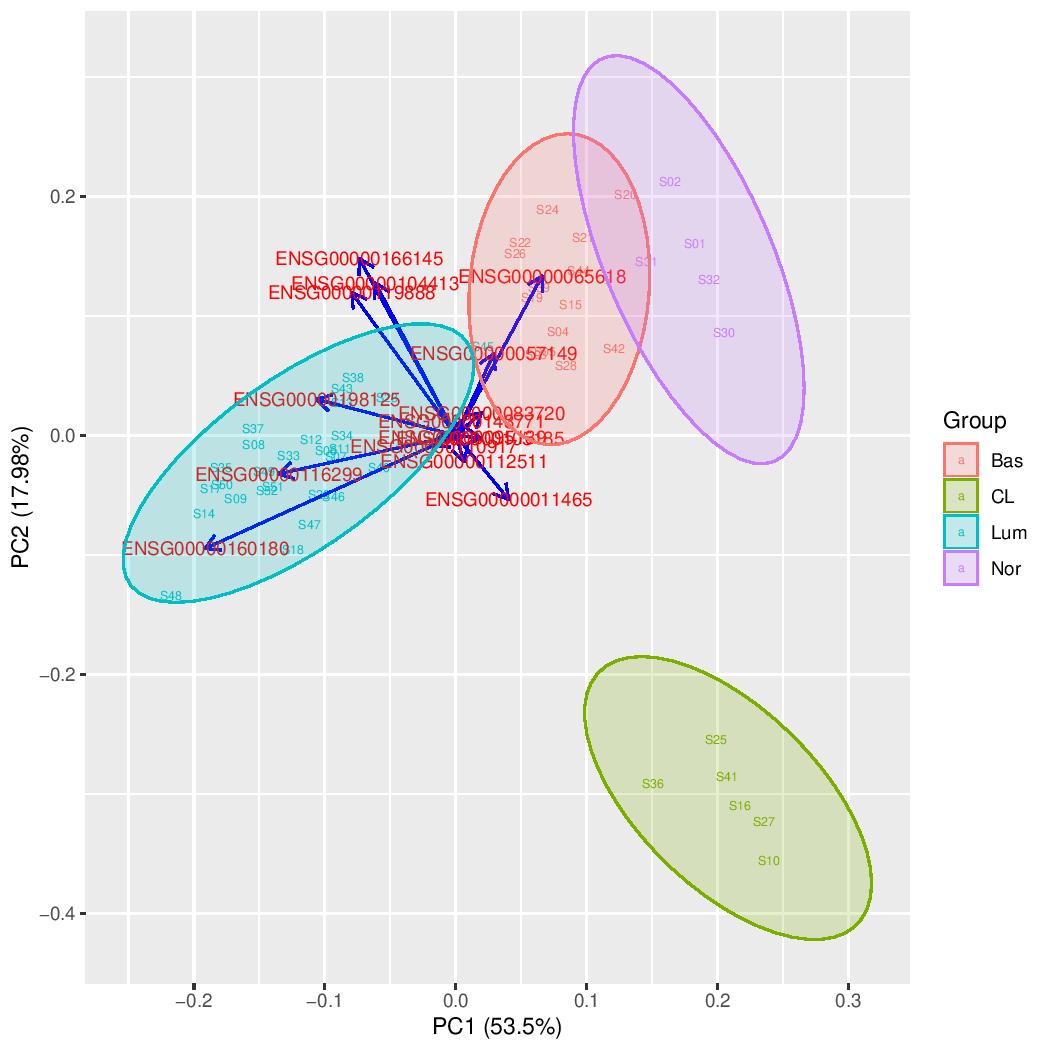 S02
S20
S24
0.2
S22
S01
S26
ENSG00000166145
S31
ENSG00000065618
S32
ENSG00000104413
S15
S04
S30
S42
ENSG00000057149
S28
S38
S43
ENSG00000198125
ENSG00000083720
S37
S12
S34
0.0
S08
S33
ENSG00000112511
ENSG00000116299
S09
S46
ENSG00000011465
S14
S47
ENSG00000160180
S18
S48
−0.2
S25
S41
S36
S16
S27
S10
−0.4
−0.2
−0.1
0.0
0.1
0.2
0.3
PC1 (53.5%)
PC2 (17.98%)
Group
a Bas
a CL
a Lum
a Nor